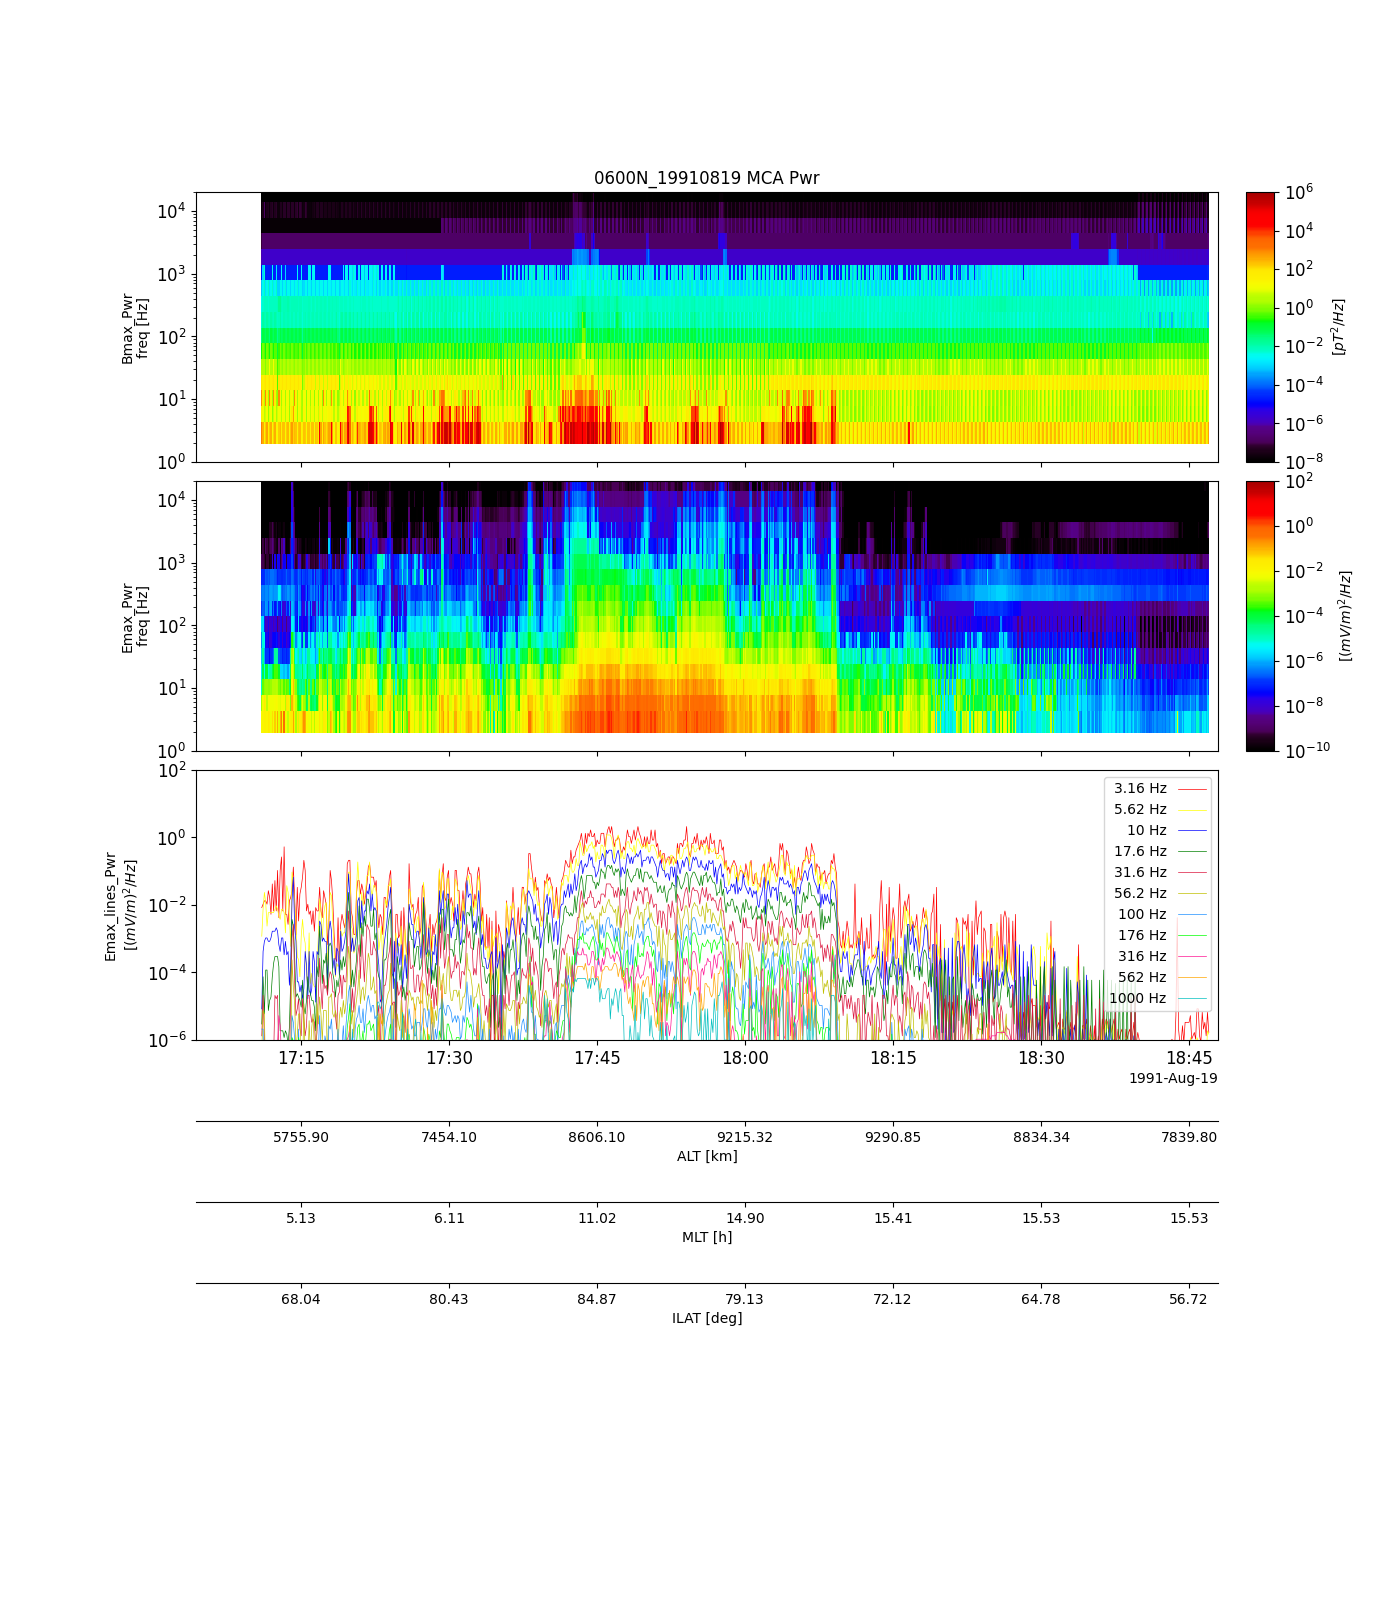 0600N_19910819 MCA Pwr
10^4
10^3
10^2
10^1
10^0
Bmax_Pwr
freq [Hz]
10^6
10^4
10^2
10^0
10^-2
10^-4
10^-6
10^-8
[pT^2/Hz]
10^4
10^3
10^2
10^1
10^0
Emax_Pwr
freq [Hz]
10^2
10^0
10^-2
10^-4
10^-6
10^-8
10^-10
[(mV/m)^2/Hz]
10^2
10^0
10^-2
10^-4
10^-6
Emax_lines_Pwr
[(mV/m)^2/Hz]
3.16 Hz
5.62 Hz
10 Hz
17.6 Hz
31.6 Hz
56.2 Hz
100 Hz
176 Hz
316 Hz
562 Hz
1000 Hz
17:15 17:30 17:45 18:00 18:15 18:30 18:45
1991-Aug-19
5755.90 7454.10 8606.10 9215.32 9290.85 8834.34 7839.80
ALT [km]
5.13 6.11 11.02 14.90 15.41 15.53 15.53
MLT [h]
68.04 80.43 84.87 79.13 72.12 64.78 56.72
ILAT [deg]